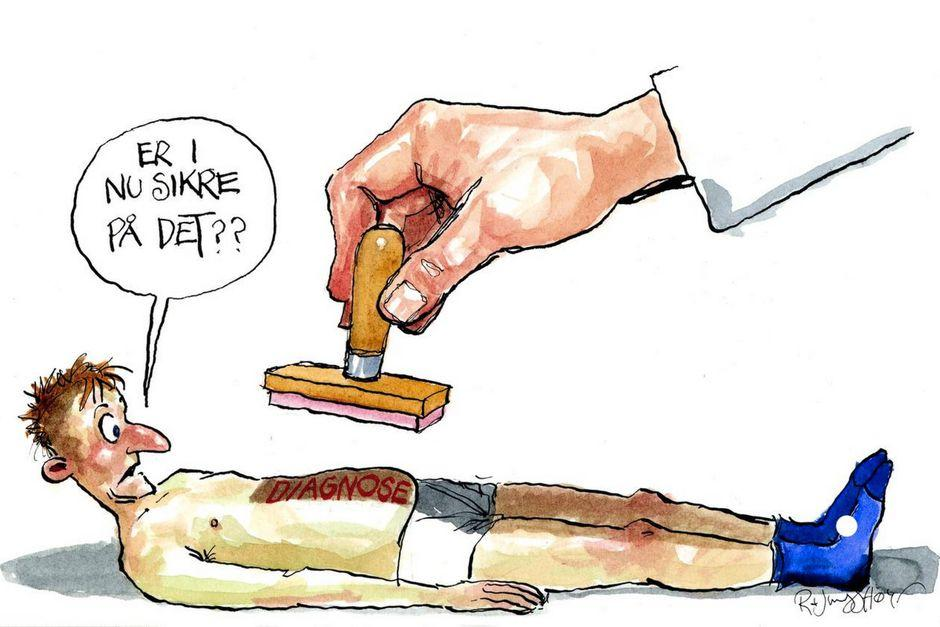 ER I
NU SIKRE
PÅ DET??
DIAGNOSE